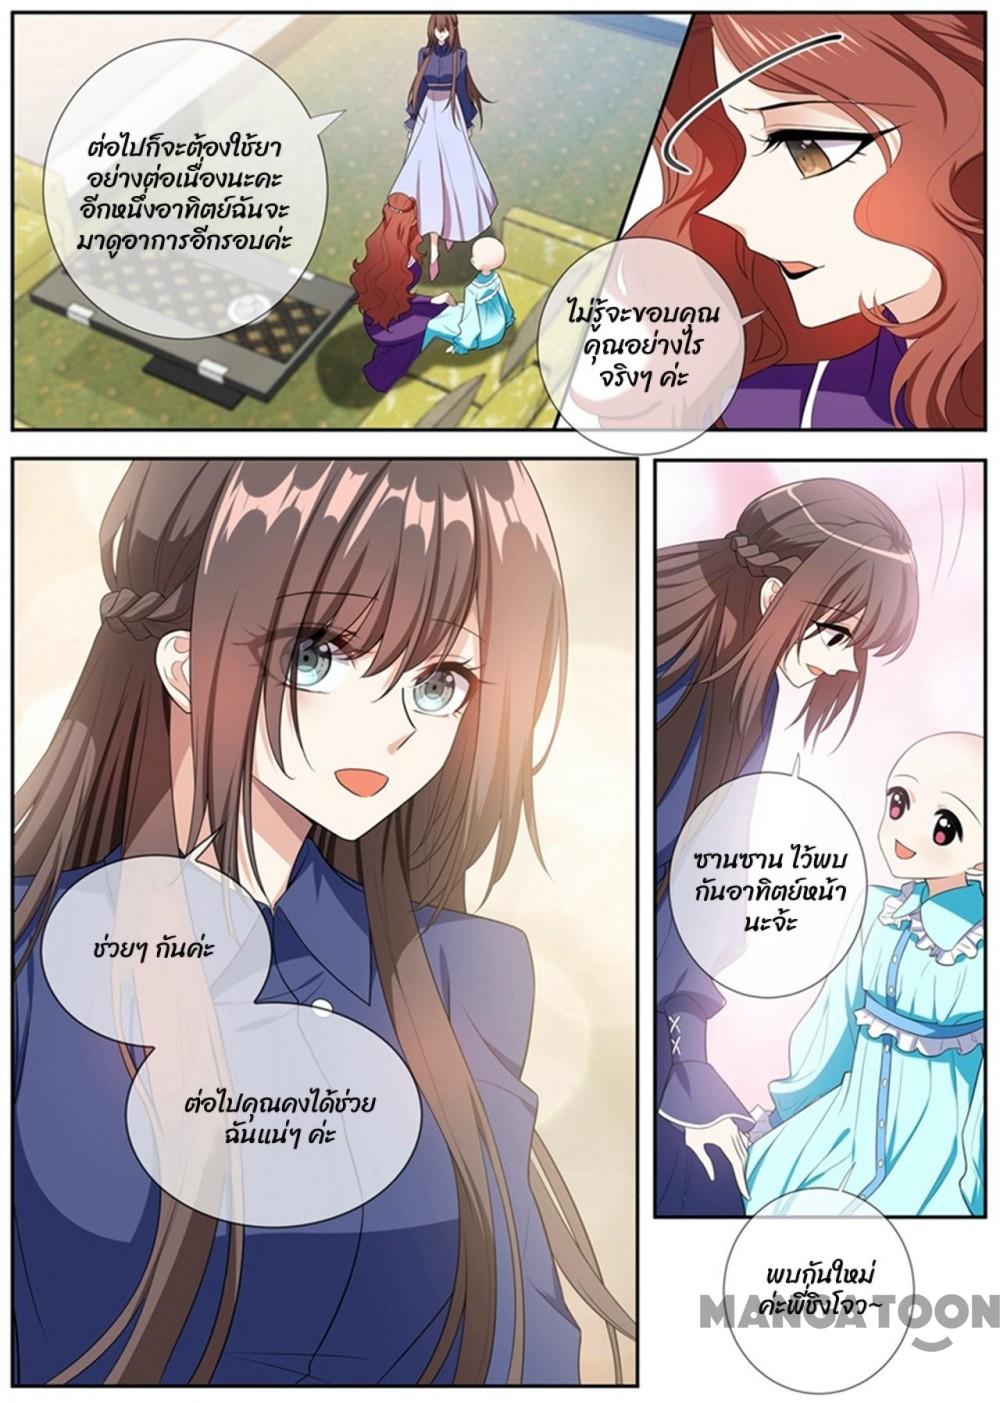 ต่อไปก็จะต้องใช้ยา
อย่างต่อเนื่องนะคะ
อีกหนึ่งอาทิตย์ฉันจะ
มาดูอาการอีกรอบค่ะ
ไม่รู้จะขอบคุณ
คุณอย่างไร
จริงๆ ค่ะ
ช่วยๆ กันค่ะ
ต่อไปคุณคงได้ช่วย
ฉันแน่ๆ ค่ะ
ซานซาน ไว้พบ
กันอาทิตย์หน้า
นะจ้ะ
พบกันใหม่
ค่ะพี่ชิงโจว~
MANGATOON